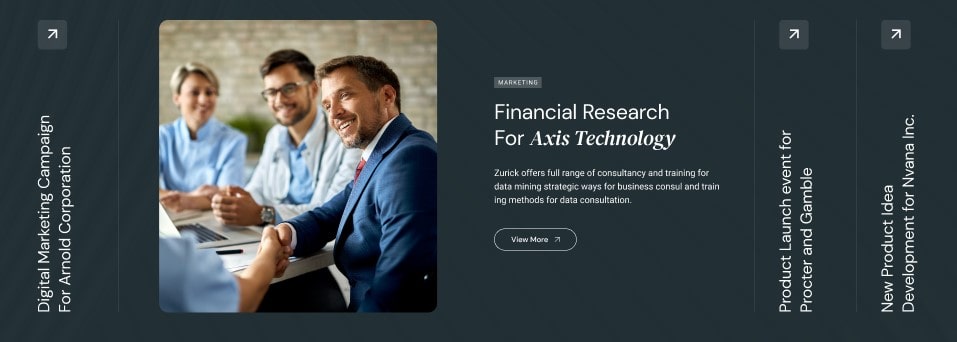 Digital Marketing Campaign
For Arnold Corporation
MARKETING
Financial Research
For Axis Technology
Zurick offers full range of consultancy and training for
data mining strategic ways for business consul and train
ing methods for data consultation.
View More
Product Launch event for
Procter and Gamble
New Product Idea
Development for Nvana Inc.